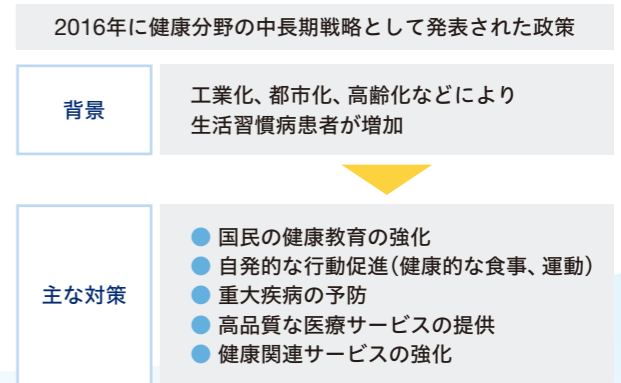 2016年に健康分野の中長期戦略として発表された政策
背景
工業化、都市化、高齢化などにより
生活習慣病患者が増加
主な対策
● 国民の健康教育の強化
● 自発的な行動促進(健康的な食事、運動)
● 重大疾病の予防
● 高品質な医療サービスの提供
● 健康関連サービスの強化